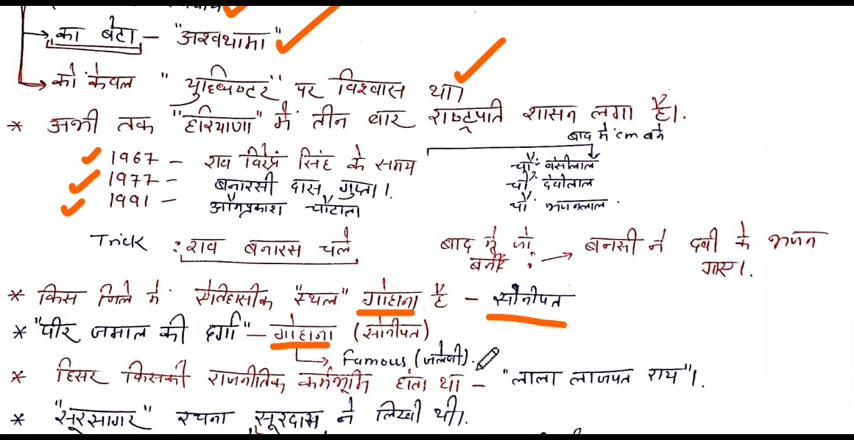 का बेटा - "अश्वथामा"
को केवल "युधिष्ण्टर" पर विश्वास था।
* अभी तक "हरियाणा" में तीन बार राष्ट्रपति शासन लगा है।
बाद में cm बने
1967 - राव विरेंद्र सिंह के समय चौ॰ बंसीलाल
1977 - बनारसी दास गुप्ता। चौ॰ देवीलाल
1991 - ओमप्रकाश चौटाला चौ॰ भजनलाल
Trick : राव बनारस चले बाद में जो बनें : → बनसी ने देवी के भजन गाए।
* किस जिले में ऐतिहासीक "स्थल" गोहाना है - सोनीपत
* "पीर जमाल की दर्गा" - गोहाना (सोनीपत)
Famous (जलेबी).
* हिसार किसकी राजनीतिक कर्मभूमि होता था - "लाला लाजपत राय"।
* "सूरसागर" रचना सूरदास ने लिखी थी।